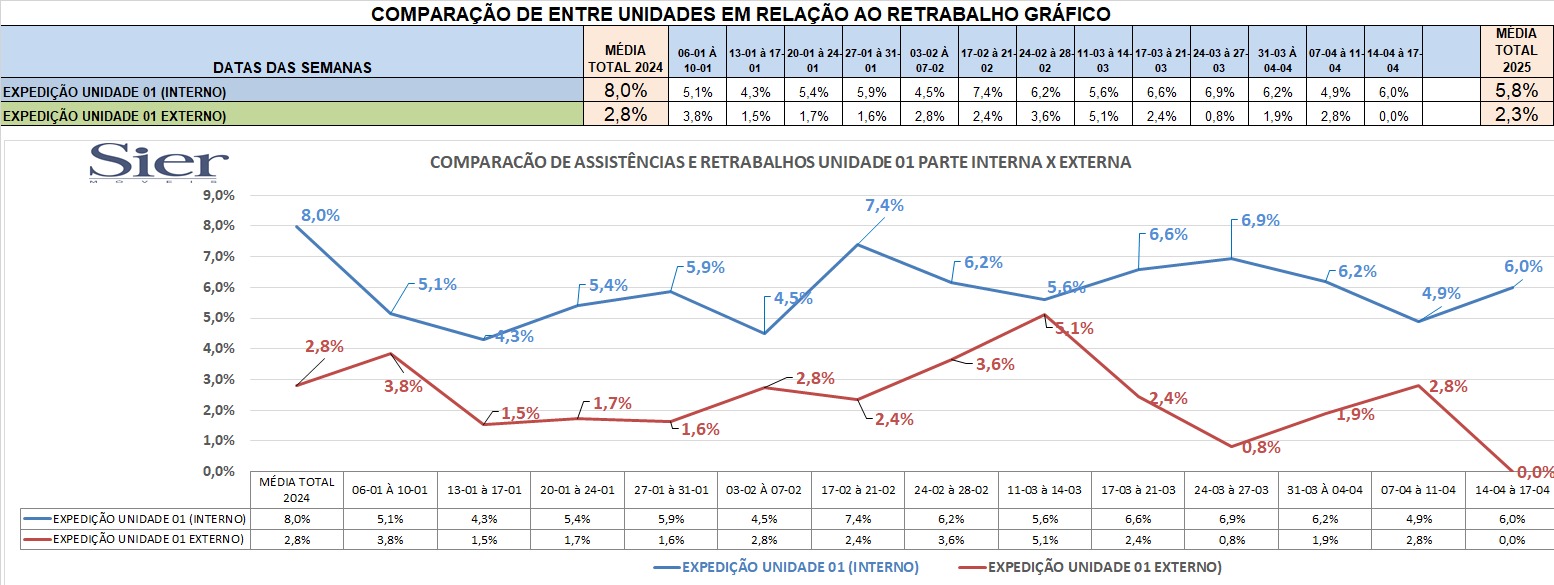 COMPARAÇÃO DE ENTRE UNIDADES EM RELAÇÃO AO RETRABALHO GRÁFICO
DATAS DAS SEMANAS MÉDIA TOTAL 2024 06-01 À 10-01 13-01 à 17-01 20-01 à 24-01 27-01 à 31-01 03-02 À 07-02 17-02 à 21-02 24-02 à 28-02 11-03 à 14-03 17-03 à 21-03 24-03 à 27-03 31-03 À 04-04 07-04 à 11-04 14-04 à 17-04 MÉDIA TOTAL 2025
EXPEDIÇÃO UNIDADE 01 (INTERNO) 8,0% 5,1% 4,3% 5,4% 5,9% 4,5% 7,4% 6,2% 5,6% 6,6% 6,9% 6,2% 4,9% 6,0% 5,8%
EXPEDIÇÃO UNIDADE 01 EXTERNO) 2,8% 3,8% 1,5% 1,7% 1,6% 2,8% 2,4% 3,6% 5,1% 2,4% 0,8% 1,9% 2,8% 0,0% 2,3%
Sier
MÓVEIS
COMPARACÃO DE ASSISTÊNCIAS E RETRABALHOS UNIDADE 01 PARTE INTERNA X EXTERNA
9,0%
8,0%
7,0%
6,0%
5,0%
4,0%
3,0%
2,0%
1,0%
0,0%
8,0% 5,1% 4,3% 5,4% 5,9% 4,5% 7,4% 6,2% 5,6% 6,6% 6,9% 6,2% 4,9% 6,0%
2,8% 3,8% 1,5% 1,7% 1,6% 2,8% 2,4% 3,6% 5,1% 2,4% 0,8% 1,9% 2,8% 0,0%
MÉDIA TOTAL 2024 06-01 À 10-01 13-01 à 17-01 20-01 à 24-01 27-01 à 31-01 03-02 À 07-02 17-02 à 21-02 24-02 à 28-02 11-03 à 14-03 17-03 à 21-03 24-03 à 27-03 31-03 À 04-04 07-04 à 11-04 14-04 à 17-04
EXPEDIÇÃO UNIDADE 01 (INTERNO) 8,0% 5,1% 4,3% 5,4% 5,9% 4,5% 7,4% 6,2% 5,6% 6,6% 6,9% 6,2% 4,9% 6,0%
EXPEDIÇÃO UNIDADE 01 EXTERNO) 2,8% 3,8% 1,5% 1,7% 1,6% 2,8% 2,4% 3,6% 5,1% 2,4% 0,8% 1,9% 2,8% 0,0%
EXPEDIÇÃO UNIDADE 01 (INTERNO) EXPEDIÇÃO UNIDADE 01 EXTERNO)